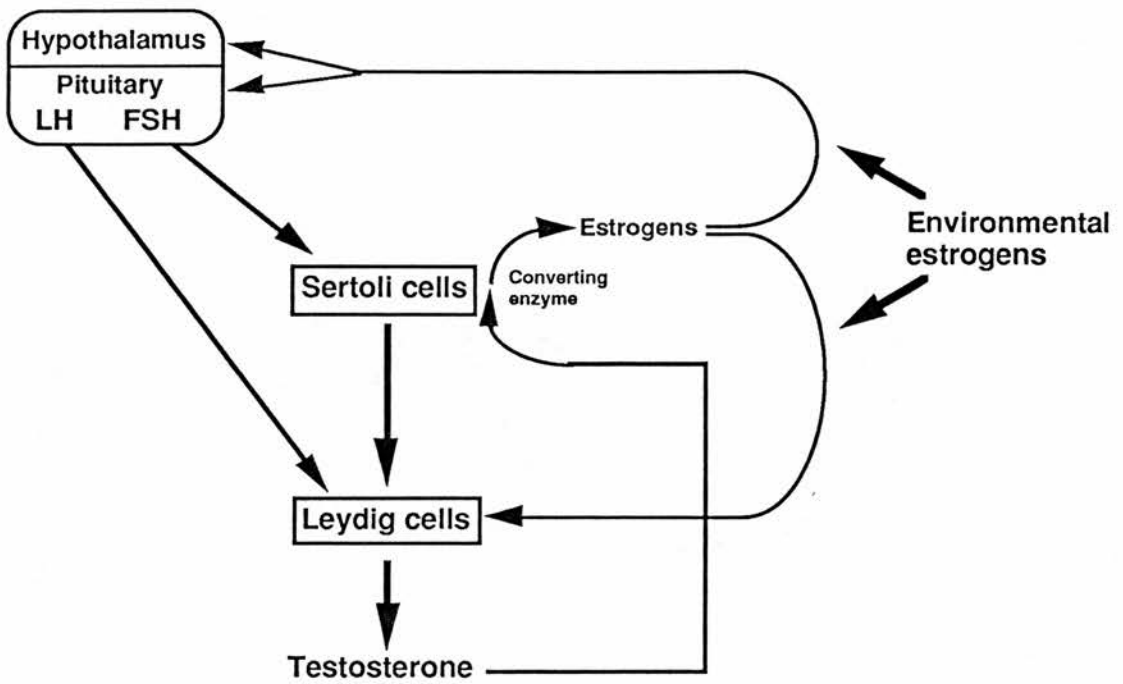 Hypothalamus
Pituitary
LH FSH
Estrogens
Environmental
estrogens
Sertoli cells
Converting
enzyme
Leydig cells
Testosterone